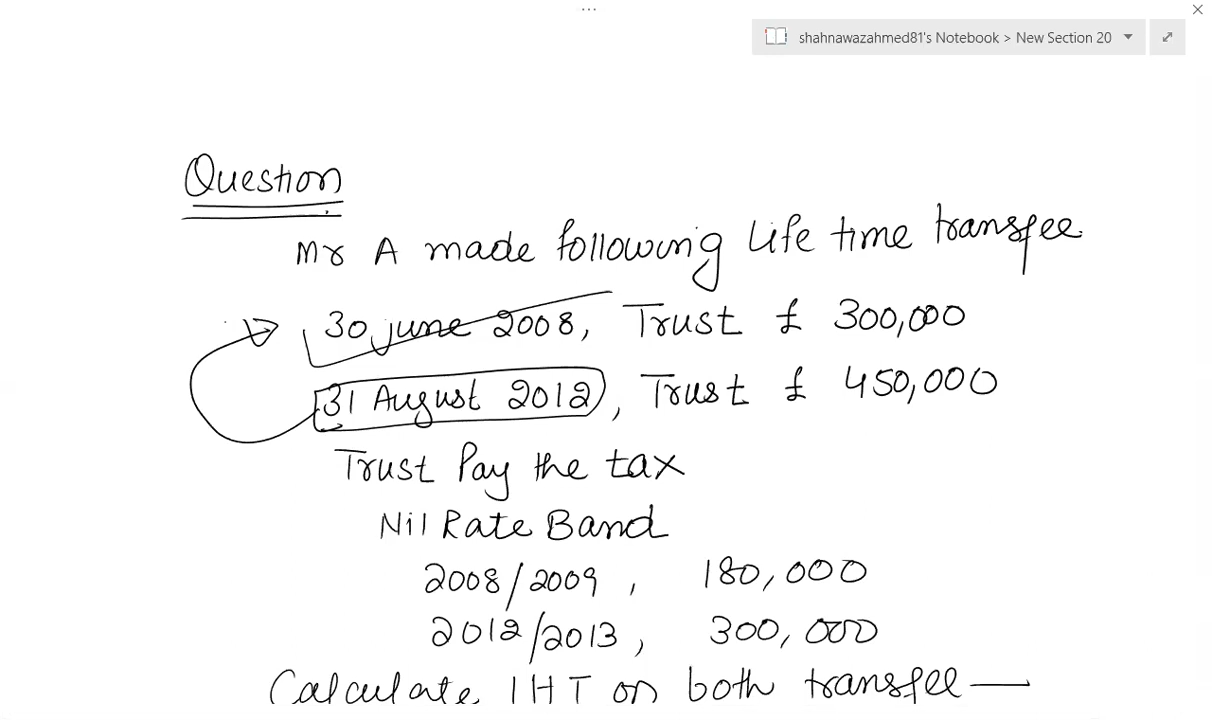 shahnawazahmed81's Notebook > New Section 20
Question
Mr A made following Life time transfee
30 june 2008, Trust £ 300,000
31 August 2012, Trust £ 450,000
Trust Pay the tax
Nil Rate Band
2008/2009, 180,000
2012/2013, 300,000
Calculate IHT on both transfee —